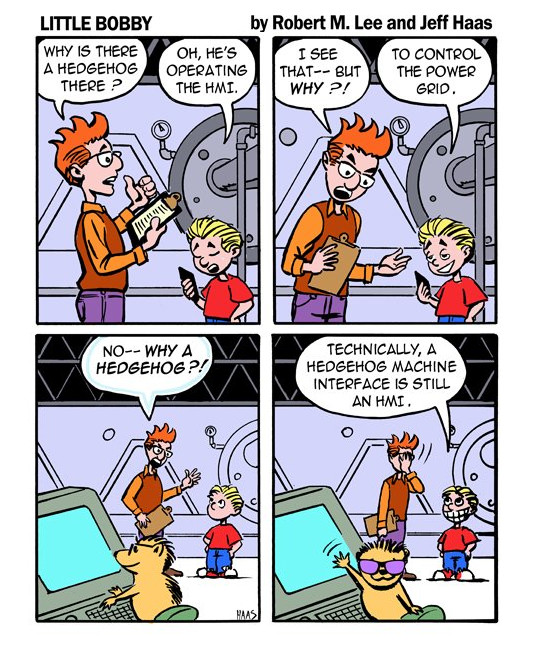 LITTLE BOBBY
by Robert M. Lee and Jeff Haas
WHY IS THERE
A HEDGEHOG
THERE ?
OH, HE'S
OPERATING
THE HMI.
I SEE
THAT-- BUT
WHY ?!
TO CONTROL
THE POWER
GRID.
NO-- WHY A
HEDGEHOG?!
HAAS
TECHNICALLY, A
HEDGEHOG MACHINE
INTERFACE IS STILL
AN HMI.